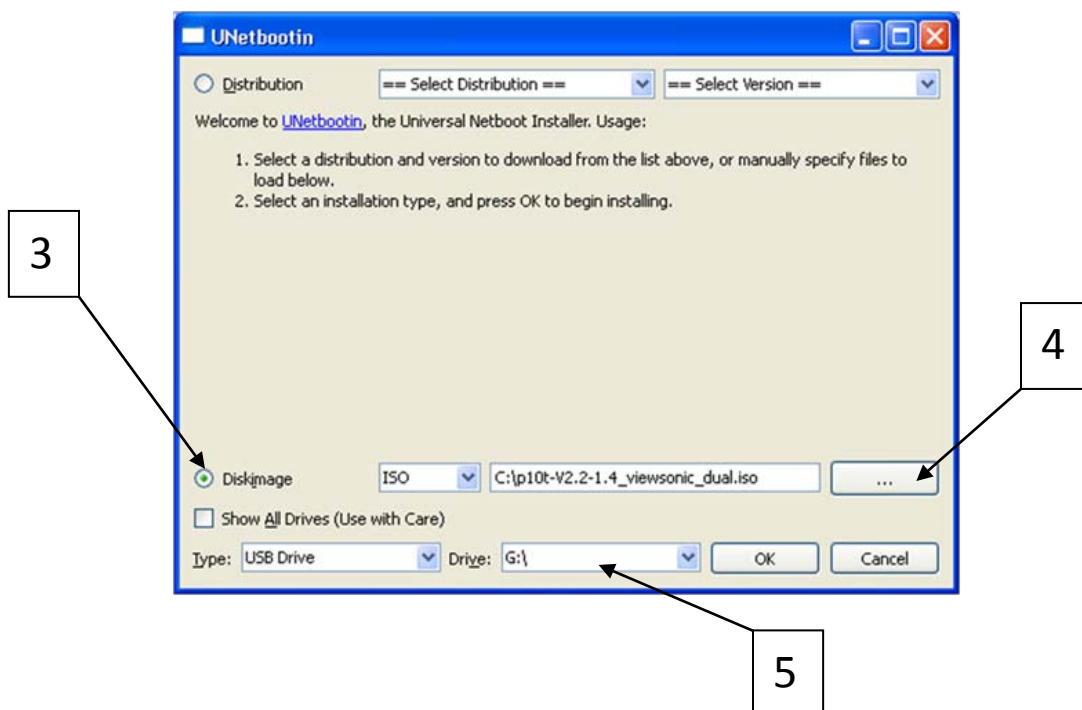 UNetbootin
Distribution == Select Distribution == == Select Version ==
Welcome to UNetbootin, the Universal Netboot Installer. Usage:
1. Select a distribution and version to download from the list above, or manually specify files to
load below.
2. Select an installation type, and press OK to begin installing.
3
4
Diskimage ISO C:\p10t-V2.2-1.4_viewsonic_dual.iso ...
Show All Drives (Use with Care)
Type: USB Drive Drive: G:\ OK Cancel
5